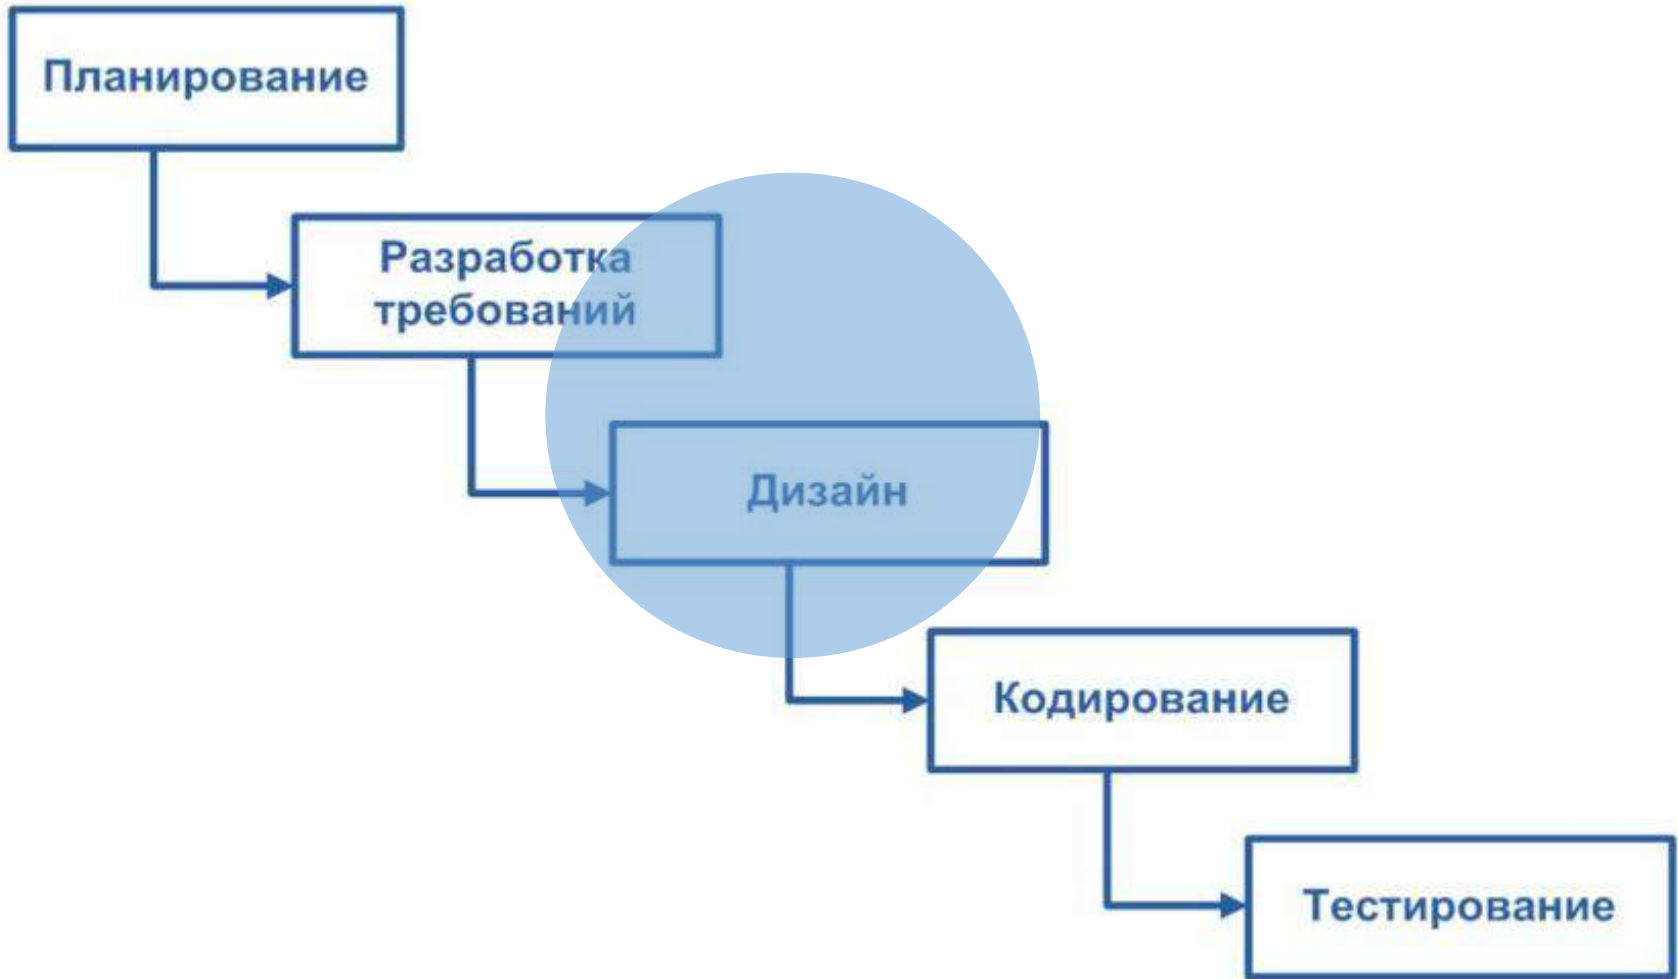 Планирование
Разработка
требований
Дизайн
Кодирование
Тестирование